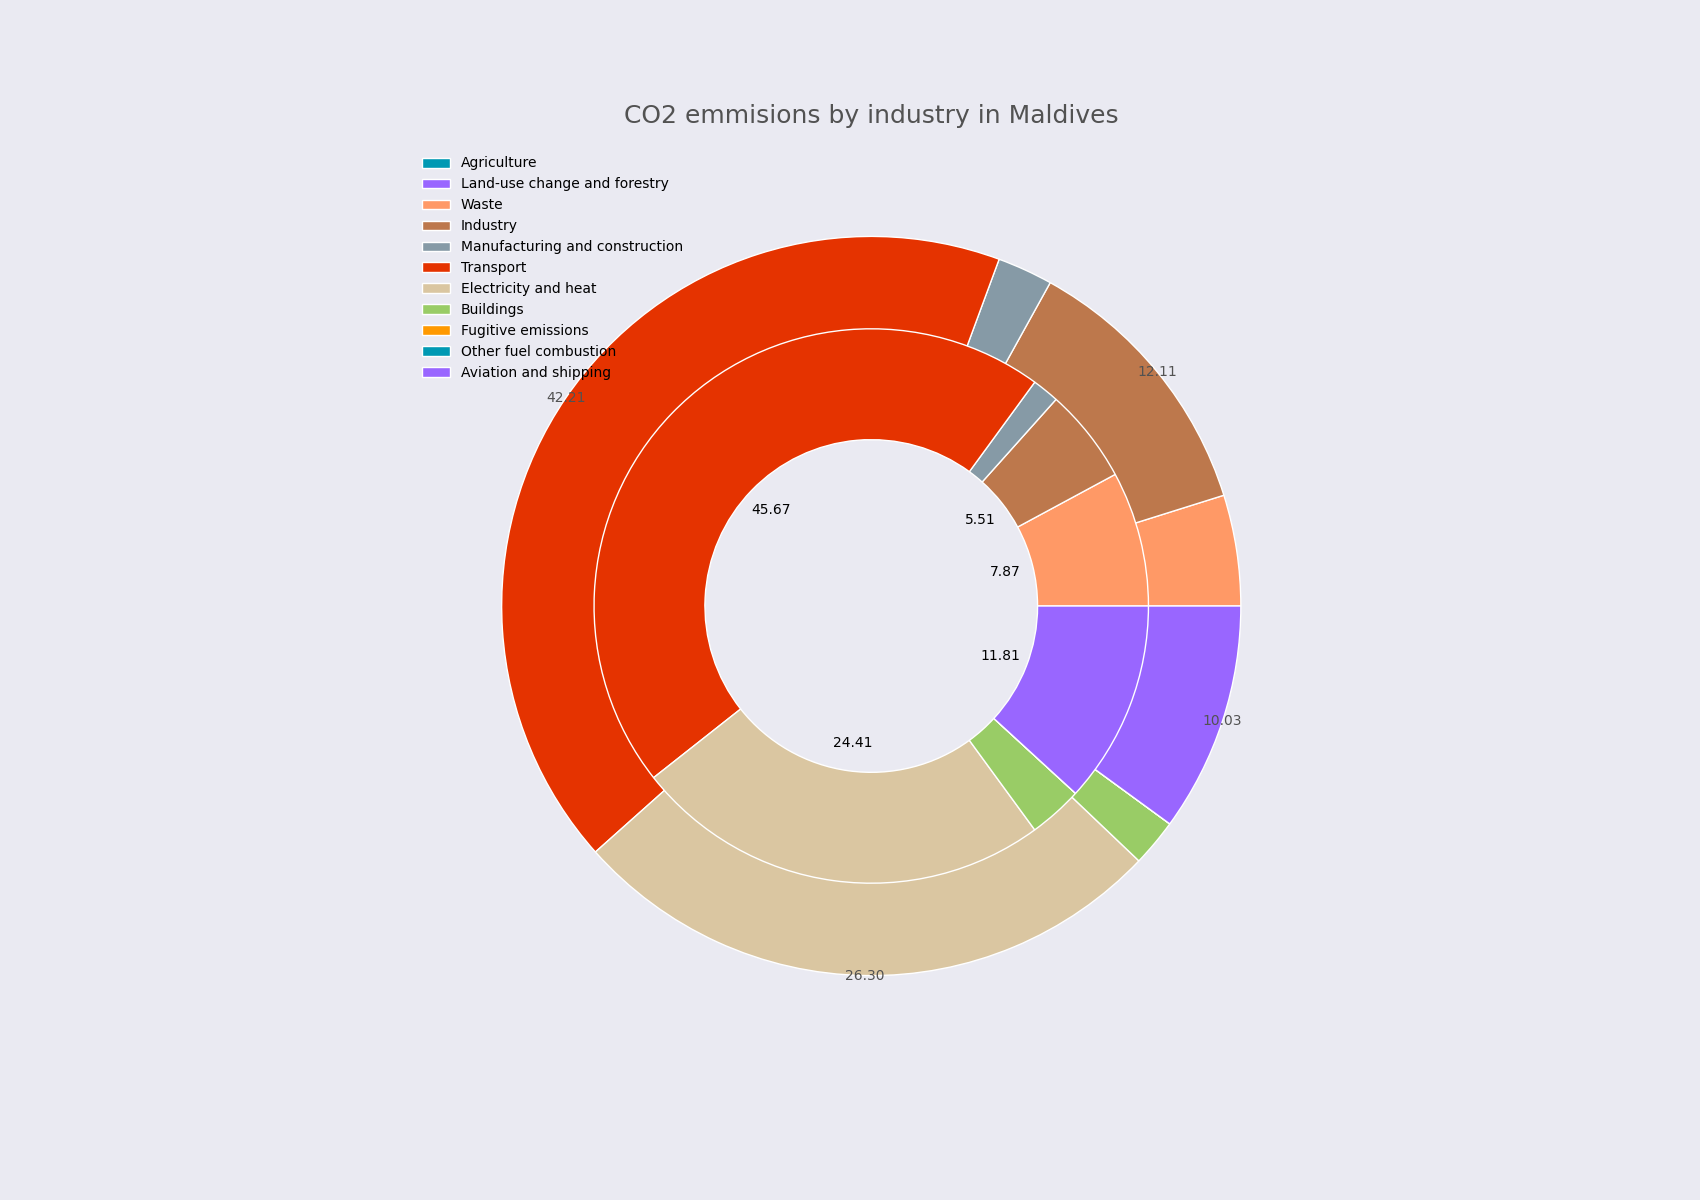 CO2 emmisions by industry in Maldives
Agriculture
Land-use change and forestry
Waste
Industry
Manufacturing and construction
Transport
Electricity and heat
Buildings
Fugitive emissions
Other fuel combustion
Aviation and shipping
12.11
42.21
45.67
5.51
7.87
11.81
10.03
24.41
26.30